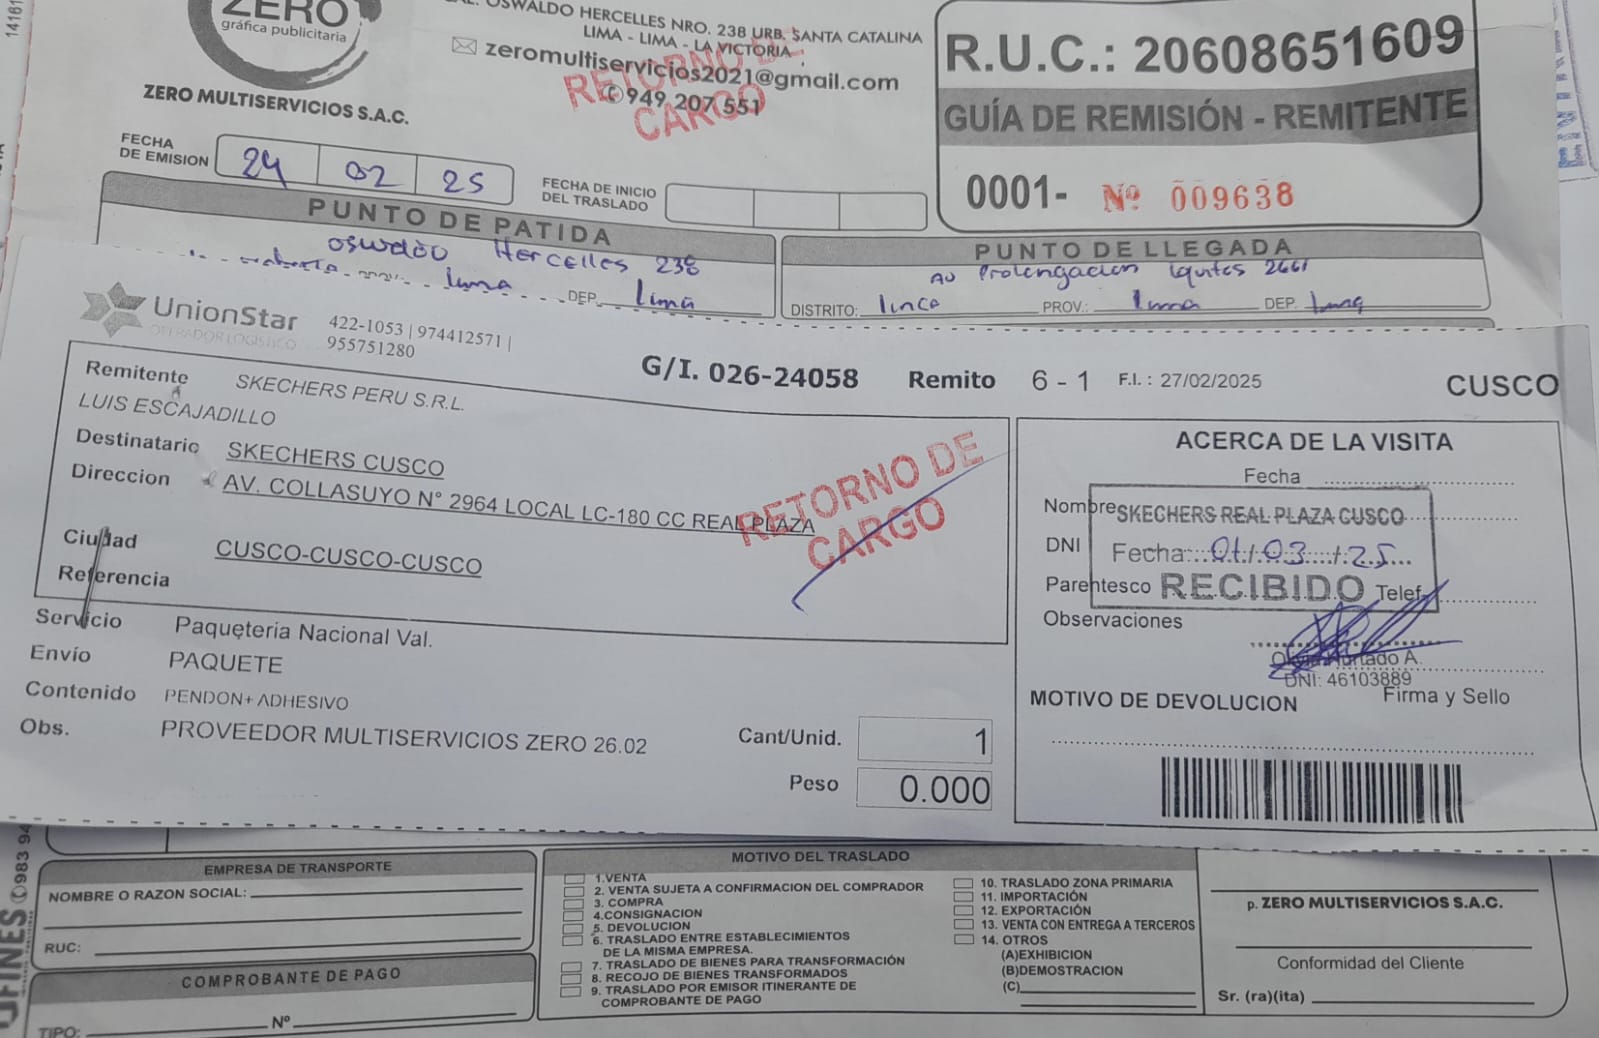 ZERO
gráfica publicitaria
ZERO MULTISERVICIOS S.A.C.
OSWALDO HERCELLES NRO. 238 URB. SANTA CATALINA
LIMA - LIMA - LA VICTORIA
zeromultiservicios2021@gmail.com
949 207 551
RETORNO DE
CARGO
R.U.C.: 20608651609
GUÍA DE REMISIÓN - REMITENTE
0001- Nº 009638
FECHA
DE EMISION
24 02 25
FECHA DE INICIO
DEL TRASLADO
PUNTO DE PATIDA
oswaldo Hercelles 238
Lima DEP. Lima
PUNTO DE LLEGADA
Av Prolongacion Iquitos 2661
DISTRITO: lince PROV.: Lima DEP. Lima
UnionStar
OPERADOR LOGISTICO
422-1053 | 974412571 |
955751280
G/I. 026-24058 Remito 6 - 1 F.I. : 27/02/2025 CUSCO
Remitente SKECHERS PERU S.R.L.
LUIS ESCAJADILLO
Destinatario SKECHERS CUSCO
Direccion AV. COLLASUYO N° 2964 LOCAL LC-180 CC REAL PLAZA
Ciudad CUSCO-CUSCO-CUSCO
Referencia
RETORNO DE
CARGO
Servicio Paqueteria Nacional Val.
Envío PAQUETE
Contenido PENDON+ ADHESIVO
Obs. PROVEEDOR MULTISERVICIOS ZERO 26.02
Cant/Unid. 1
Peso 0.000
ACERCA DE LA VISITA
Fecha
Nombre SKECHERS REAL PLAZA CUSCO
DNI Fecha: 01/03/25
Parentesco RECIBIDO Telef.
Observaciones
Hurtado A.
DNI: 46103889
Firma y Sello
MOTIVO DE DEVOLUCION
EMPRESA DE TRANSPORTE
NOMBRE O RAZON SOCIAL:
RUC:
COMPROBANTE DE PAGO
TIPO: Nº
MOTIVO DEL TRASLADO
1.VENTA
2. VENTA SUJETA A CONFIRMACION DEL COMPRADOR
3. COMPRA
4.CONSIGNACION
5. DEVOLUCION
6. TRASLADO ENTRE ESTABLECIMIENTOS
DE LA MISMA EMPRESA.
7. TRASLADO DE BIENES PARA TRANSFORMACIÓN
8. RECOJO DE BIENES TRANSFORMADOS
9. TRASLADO POR EMISOR ITINERANTE DE
COMPROBANTE DE PAGO
10. TRASLADO ZONA PRIMARIA
11. IMPORTACIÓN
12. EXPORTACIÓN
13. VENTA CON ENTREGA A TERCEROS
14. OTROS
(A)EXHIBICION
(B)DEMOSTRACION
(C)
p. ZERO MULTISERVICIOS S.A.C.
Conformidad del Cliente
Sr. (ra)(ita)